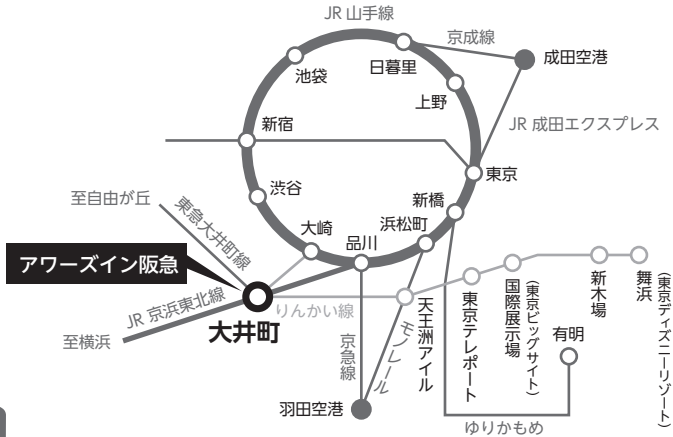 JR 山手線
京成線
日暮里
成田空港
池袋
上野
JR 成田エクスプレス
新宿
東京
渋谷
新橋
至自由が丘
東急大井町線
大崎
浜松町
品川
アワーズイン阪急
JR 京浜東北線
大井町
りんかい線
至横浜
京急線
モノレール
天王洲アイル
東京テレポート
国際展示場
（東京ビッグサイト）
新木場
舞浜
（東京ディズニーリゾート）
有明
羽田空港
ゆりかもめ